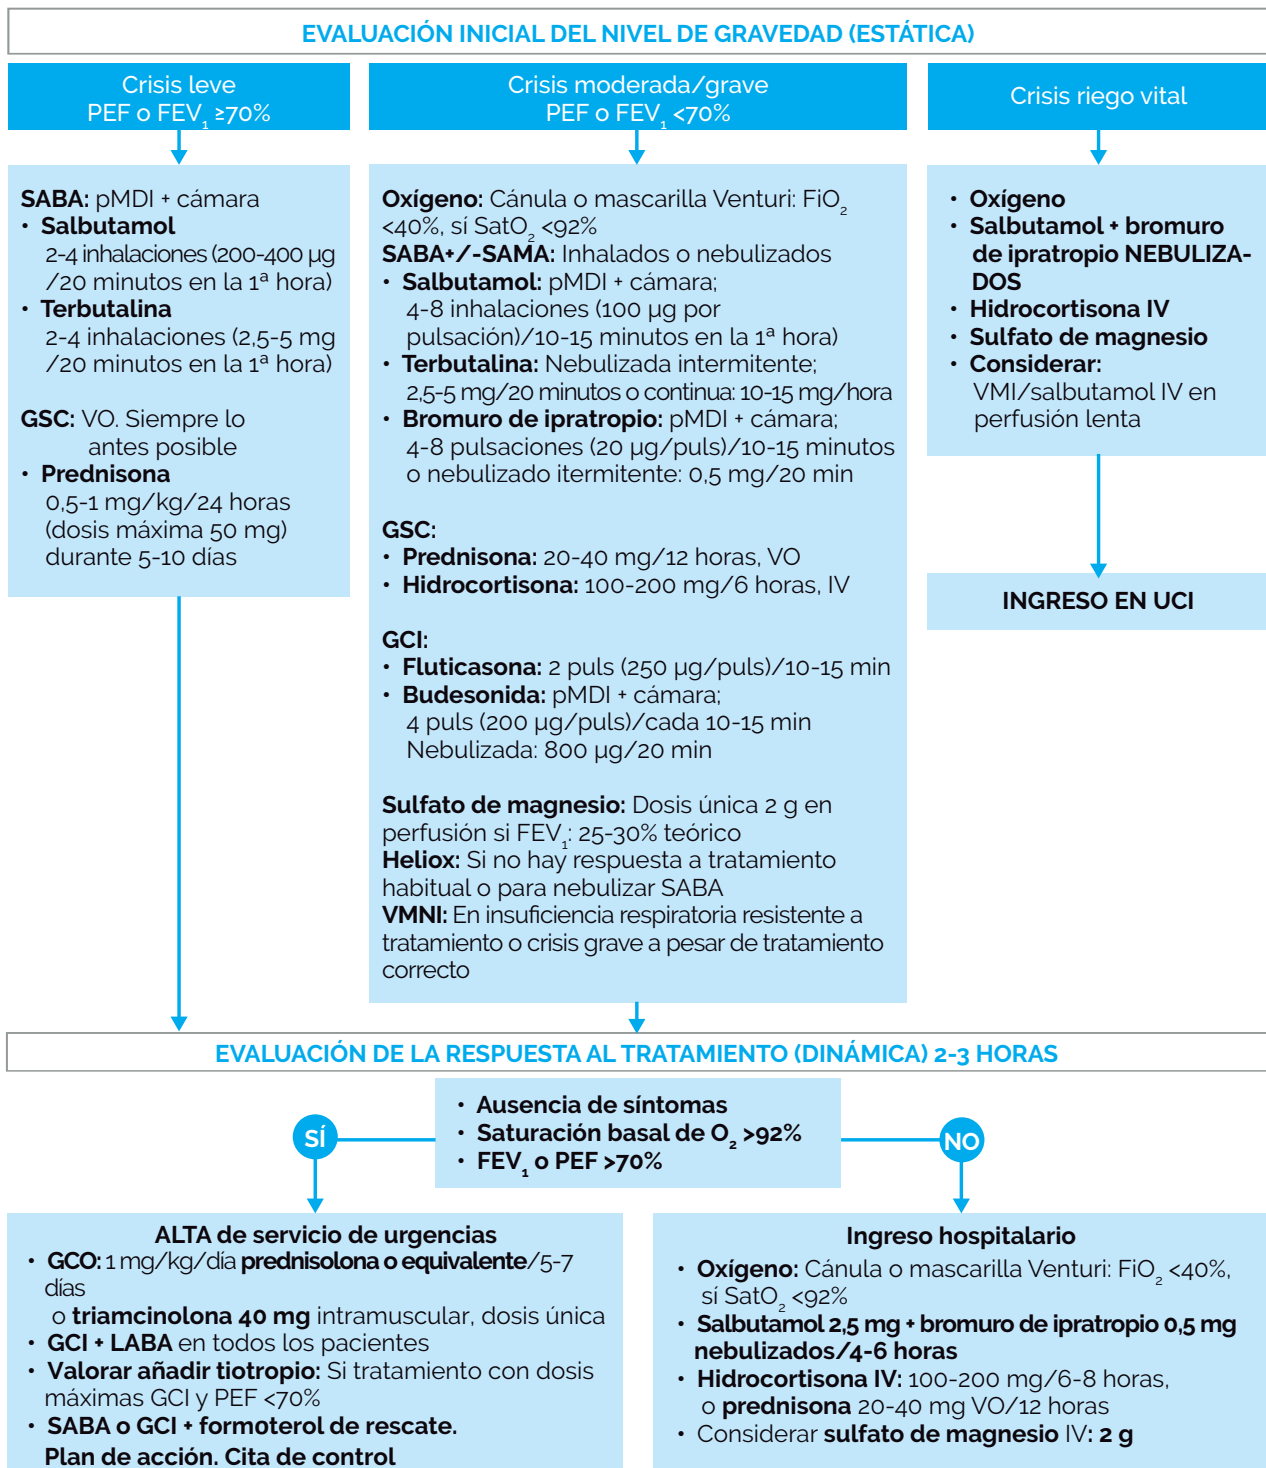 EVALUACIÓN INICIAL DEL NIVEL DE GRAVEDAD (ESTÁTICA)
Crisis leve
PEF o FEV₁ ≥70%
SABA: pMDI + cámara
• Salbutamol
2-4 inhalaciones (200-400 µg
/20 minutos en la 1ª hora)
• Terbutalina
2-4 inhalaciones (2,5-5 mg
/20 minutos en la 1ª hora)
GSC: VO. Siempre lo
antes posible
• Prednisona
0,5-1 mg/kg/24 horas
(dosis máxima 50 mg)
durante 5-10 días
Crisis moderada/grave
PEF o FEV₁ <70%
Oxígeno: Cánula o mascarilla Venturi: FiO₂
<40%, sí SatO₂ <92%
SABA+/-SAMA: Inhalados o nebulizados
• Salbutamol: pMDI + cámara;
4-8 inhalaciones (100 µg por
pulsación)/10-15 minutos en la 1ª hora)
• Terbutalina: Nebulizada intermitente;
2,5-5 mg/20 minutos o continua: 10-15 mg/hora
• Bromuro de ipratropio: pMDI + cámara;
4-8 pulsaciones (20 µg/puls)/10-15 minutos
o nebulizado itermitente: 0,5 mg/20 min
GSC:
• Prednisona: 20-40 mg/12 horas, VO
• Hidrocortisona: 100-200 mg/6 horas, IV
GCI:
• Fluticasona: 2 puls (250 µg/puls)/10-15 min
• Budesonida: pMDI + cámara;
4 puls (200 µg/puls)/cada 10-15 min
Nebulizada: 800 µg/20 min
Sulfato de magnesio: Dosis única 2 g en
perfusión si FEV₁: 25-30% teórico
Heliox: Si no hay respuesta a tratamiento
habitual o para nebulizar SABA
VMNI: En insuficiencia respiratoria resistente a
tratamiento o crisis grave a pesar de tratamiento
correcto
Crisis riego vital
• Oxígeno
• Salbutamol + bromuro
de ipratropio NEBULIZA-
DOS
• Hidrocortisona IV
• Sulfato de magnesio
• Considerar:
VMI/salbutamol IV en
perfusión lenta
INGRESO EN UCI
EVALUACIÓN DE LA RESPUESTA AL TRATAMIENTO (DINÁMICA) 2-3 HORAS
• Ausencia de síntomas
• Saturación basal de O₂ >92%
• FEV₁ o PEF >70%
SÍ
NO
ALTA de servicio de urgencias
• GCO: 1 mg/kg/día prednisolona o equivalente/5-7
días
o triamcinolona 40 mg intramuscular, dosis única
• GCI + LABA en todos los pacientes
• Valorar añadir tiotropio: Si tratamiento con dosis
máximas GCI y PEF <70%
• SABA o GCI + formoterol de rescate.
Plan de acción. Cita de control
Ingreso hospitalario
• Oxígeno: Cánula o mascarilla Venturi: FiO₂ <40%,
sí SatO₂ <92%
• Salbutamol 2,5 mg + bromuro de ipratropio 0,5 mg
nebulizados/4-6 horas
• Hidrocortisona IV: 100-200 mg/6-8 horas,
o prednisona 20-40 mg VO/12 horas
• Considerar sulfato de magnesio IV: 2 g